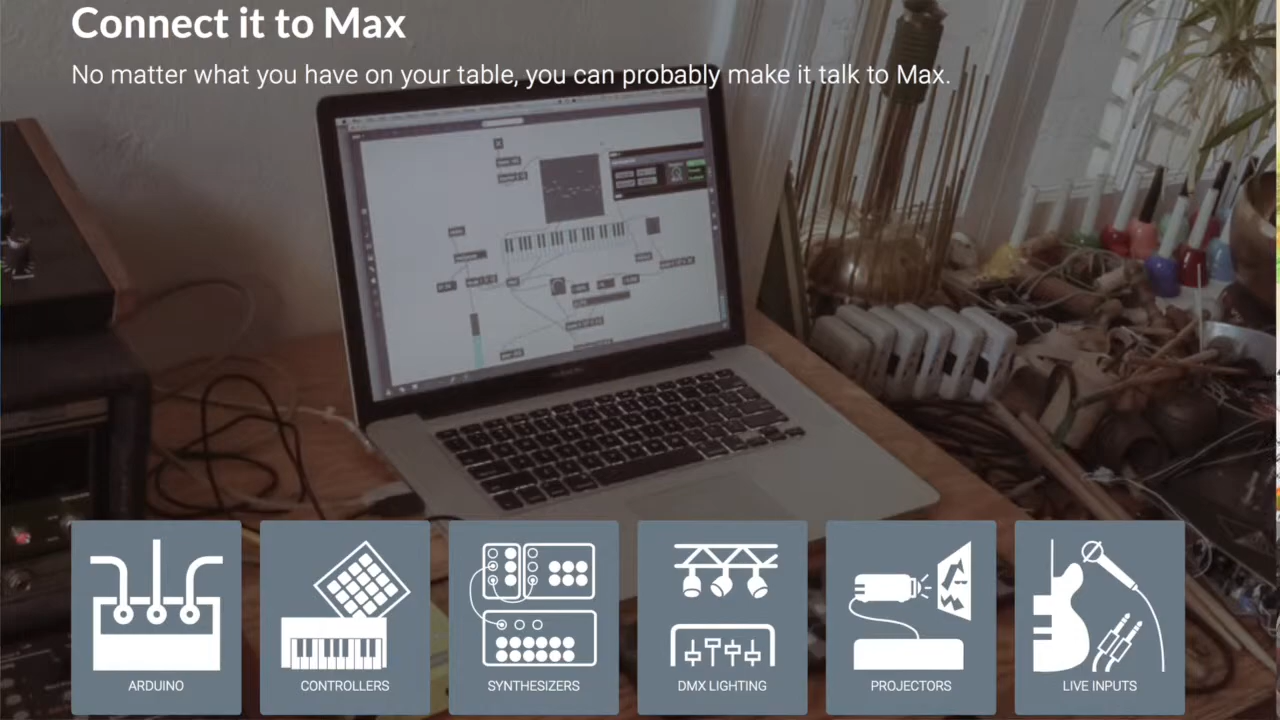 Connect it to Max
No matter what you have on your table, you can probably make it talk to Max.
ARDUINO
CONTROLLERS
SYNTHESIZERS
DMX LIGHTING
PROJECTORS
LIVE INPUTS